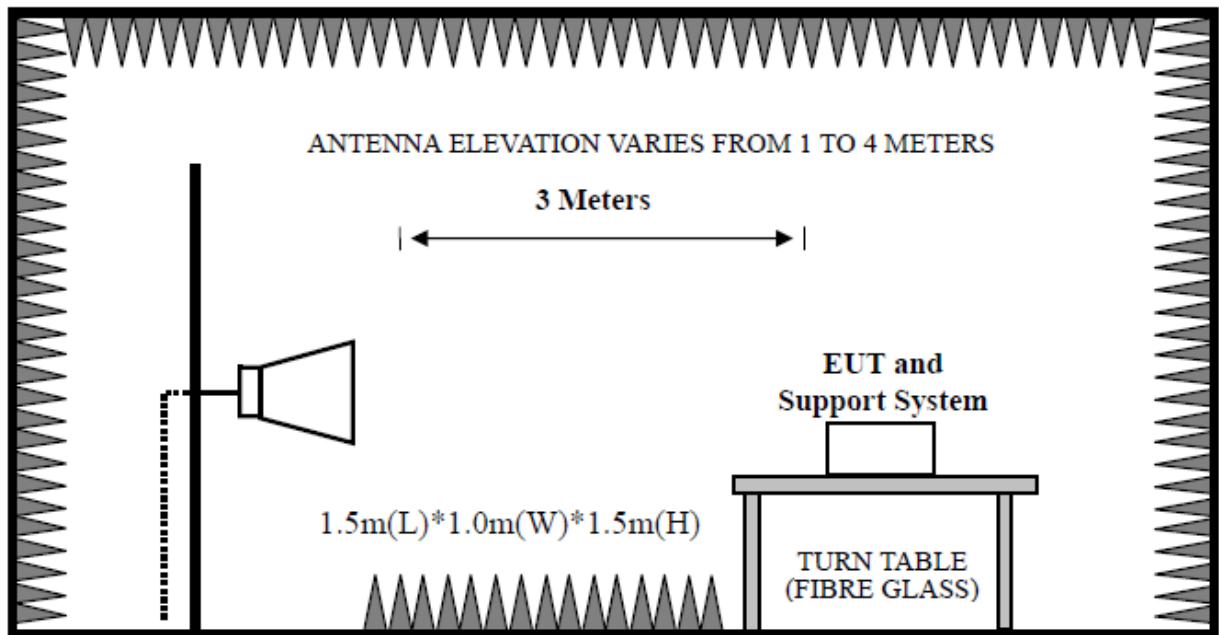 ANTENNA ELEVATION VARIES FROM 1 TO 4 METERS
3 Meters
EUT and
Support System
1.5m(L)*1.0m(W)*1.5m(H)
TURN TABLE
(FIBRE GLASS)